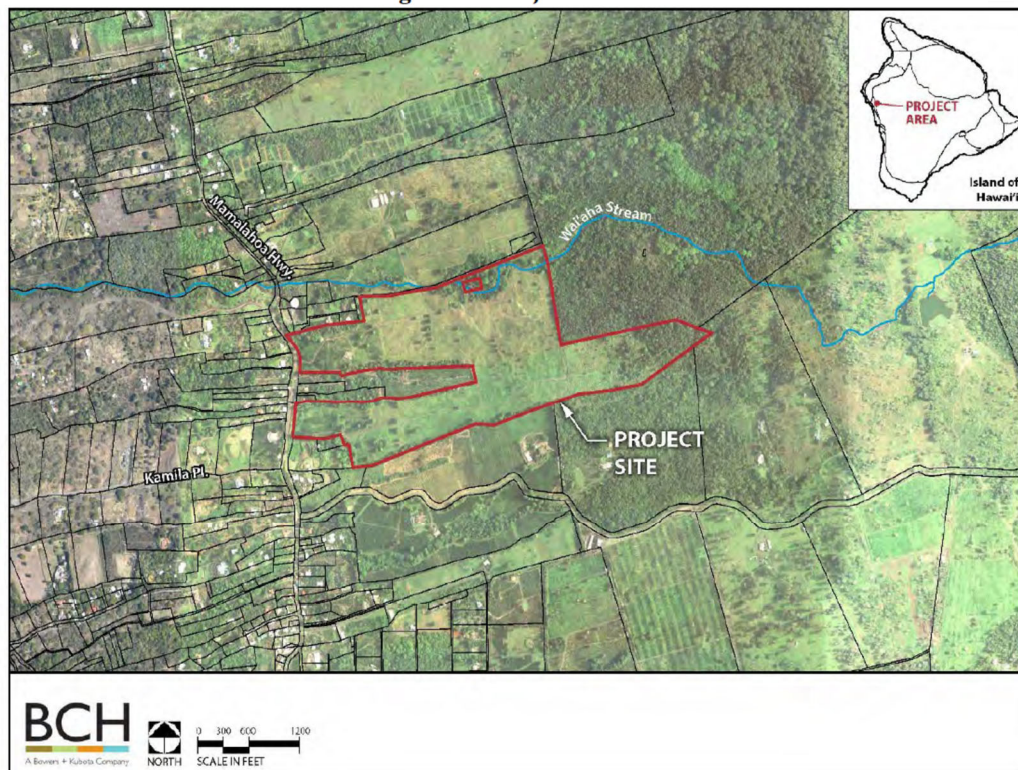 PROJECT
AREA
Island of
Hawai'i
Mamalahoa Hwy.
Wai'aha Stream
PROJECT
SITE
Kamila Pl.
BCH
A Bowers + Kubota Company
NORTH
0 300 600 1200
SCALE IN FEET